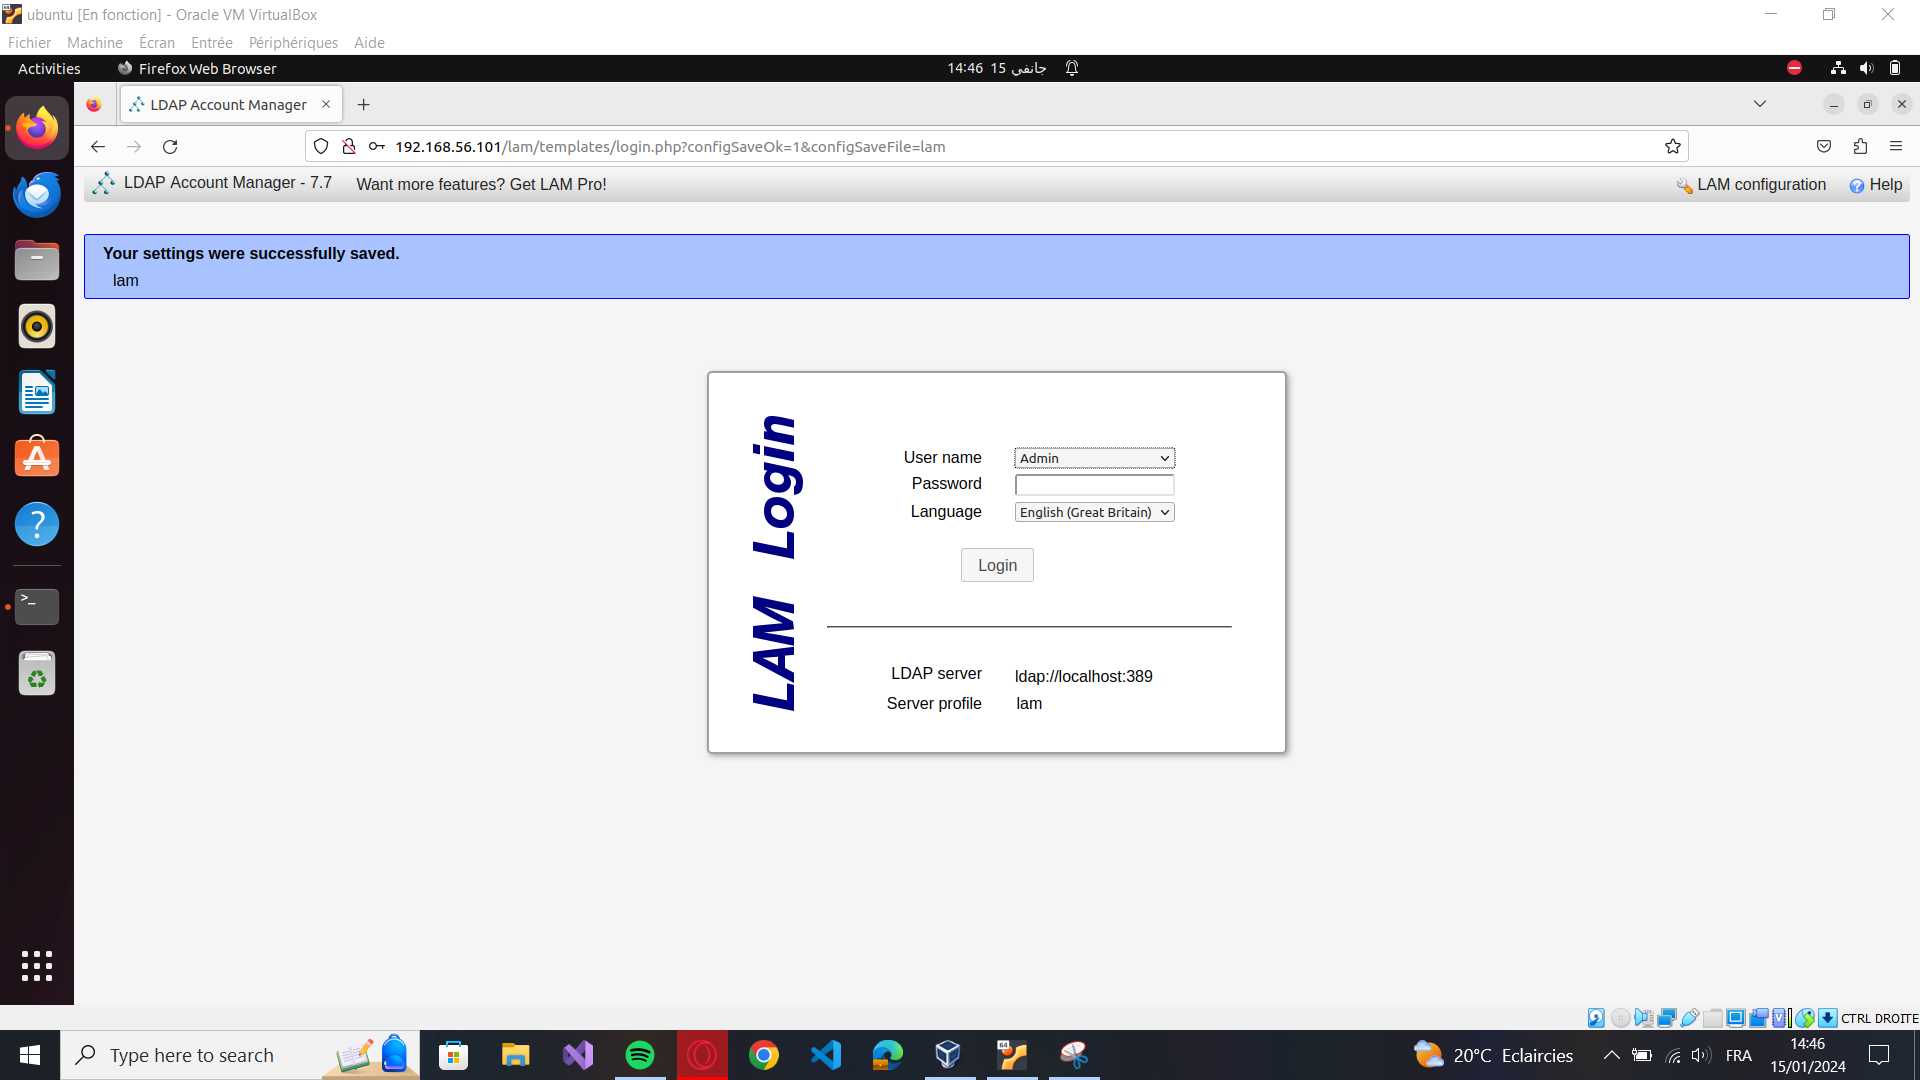 ubuntu [En fonction] - Oracle VM VirtualBox
Fichier Machine Écran Entrée Périphériques Aide
Activities Firefox Web Browser 14:46 15 جانفي
LDAP Account Manager
192.168.56.101/lam/templates/login.php?configSaveOk=1&configSaveFile=lam
LDAP Account Manager - 7.7 Want more features? Get LAM Pro! LAM configuration Help
Your settings were successfully saved.
lam
LAM Login
User name Admin
Password
Language English (Great Britain)
Login
LDAP server ldap://localhost:389
Server profile lam
CTRL DROITE
Type here to search
20°C Eclaircies FRA 14:46
15/01/2024